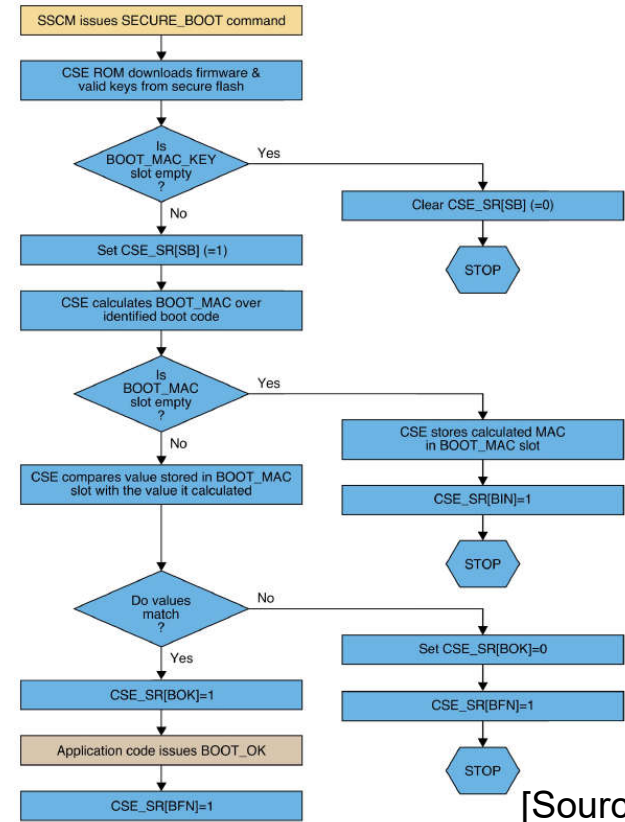 SSCM issues SECURE_BOOT command
CSE ROM downloads firmware &
valid keys from secure flash
Is
BOOT_MAC_KEY
slot empty
?
Yes
No
Clear CSE_SR[SB] (=0)
STOP
Set CSE_SR[SB] (=1)
CSE calculates BOOT_MAC over
identified boot code
Is
BOOT_MAC
slot empty
?
Yes
No
CSE stores calculated MAC
in BOOT_MAC slot
CSE_SR[BIN]=1
STOP
CSE compares value stored in BOOT_MAC
slot with the value it calculated
Do values
match
?
No
Yes
Set CSE_SR[BOK]=0
CSE_SR[BFN]=1
STOP
CSE_SR[BOK]=1
Application code issues BOOT_OK
CSE_SR[BFN]=1
[Sourc